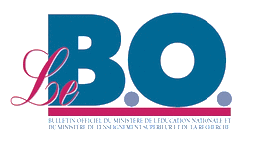 Le B.O.
BULLETIN OFFICIEL DU MINISTÈRE DE L'ÉDUCATION NATIONALE ET
DU MINISTÈRE DE L'ENSEIGNEMENT SUPÉRIEUR ET DE LA RECHERCHE